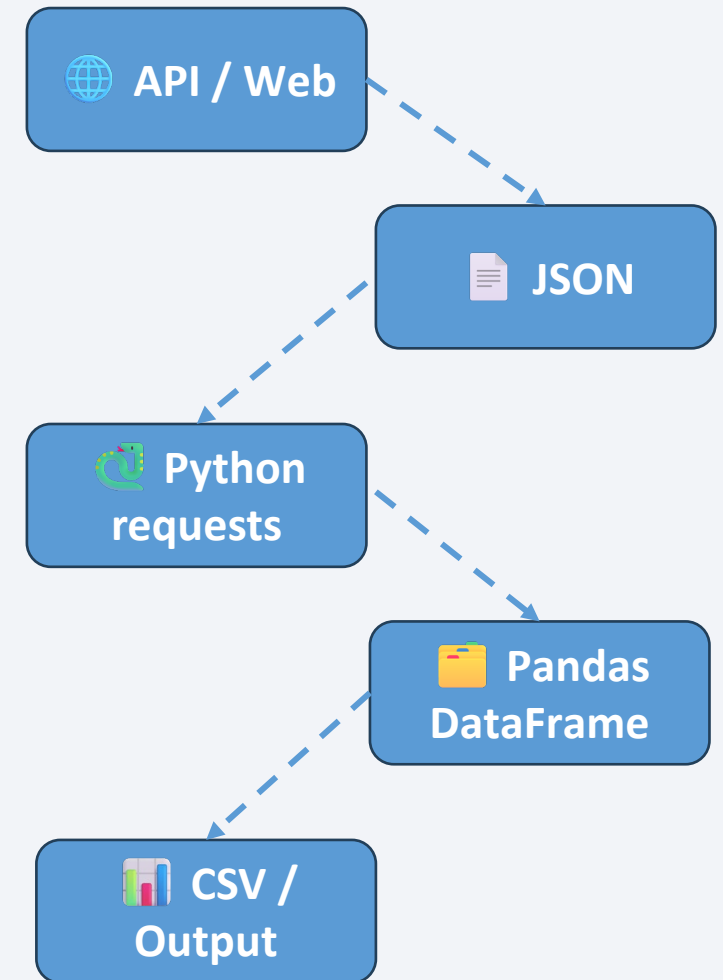 API / Web
JSON
Python
requests
Pandas
DataFrame
CSV /
Output